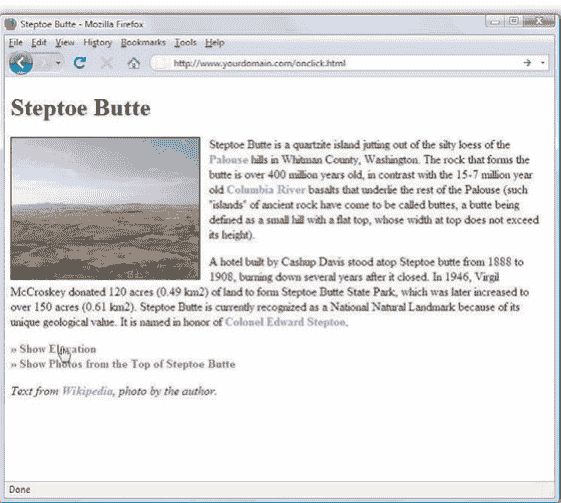 Steptoe Butte - Mozilla Firefox
File Edit View History Bookmarks Tools Help
http://www.yourdomain.com/onclick.html
Steptoe Butte
Steptoe Butte is a quartzite island jutting out of the silty loess of the
Palouse hills in Whitman County, Washington. The rock that forms the
butte is over 400 million years old, in contrast with the 15-7 million year
old Columbia River basalts that underlie the rest of the Palouse (such
"islands" of ancient rock have come to be called buttes, a butte being
defined as a small hill with a flat top, whose width at top does not exceed
its height).
A hotel built by Cashup Davis stood atop Steptoe butte from 1888 to
1908, burning down several years after it closed. In 1946, Virgil
McCroskey donated 120 acres (0.49 km2) of land to form Steptoe Butte State Park, which was later increased to
over 150 acres (0.61 km2). Steptoe Butte is currently recognized as a National Natural Landmark because of its
unique geological value. It is named in honor of Colonel Edward Steptoe.
» Show Elevation
» Show Photos from the Top of Steptoe Butte
Text from Wikipedia, photo by the author.
Done